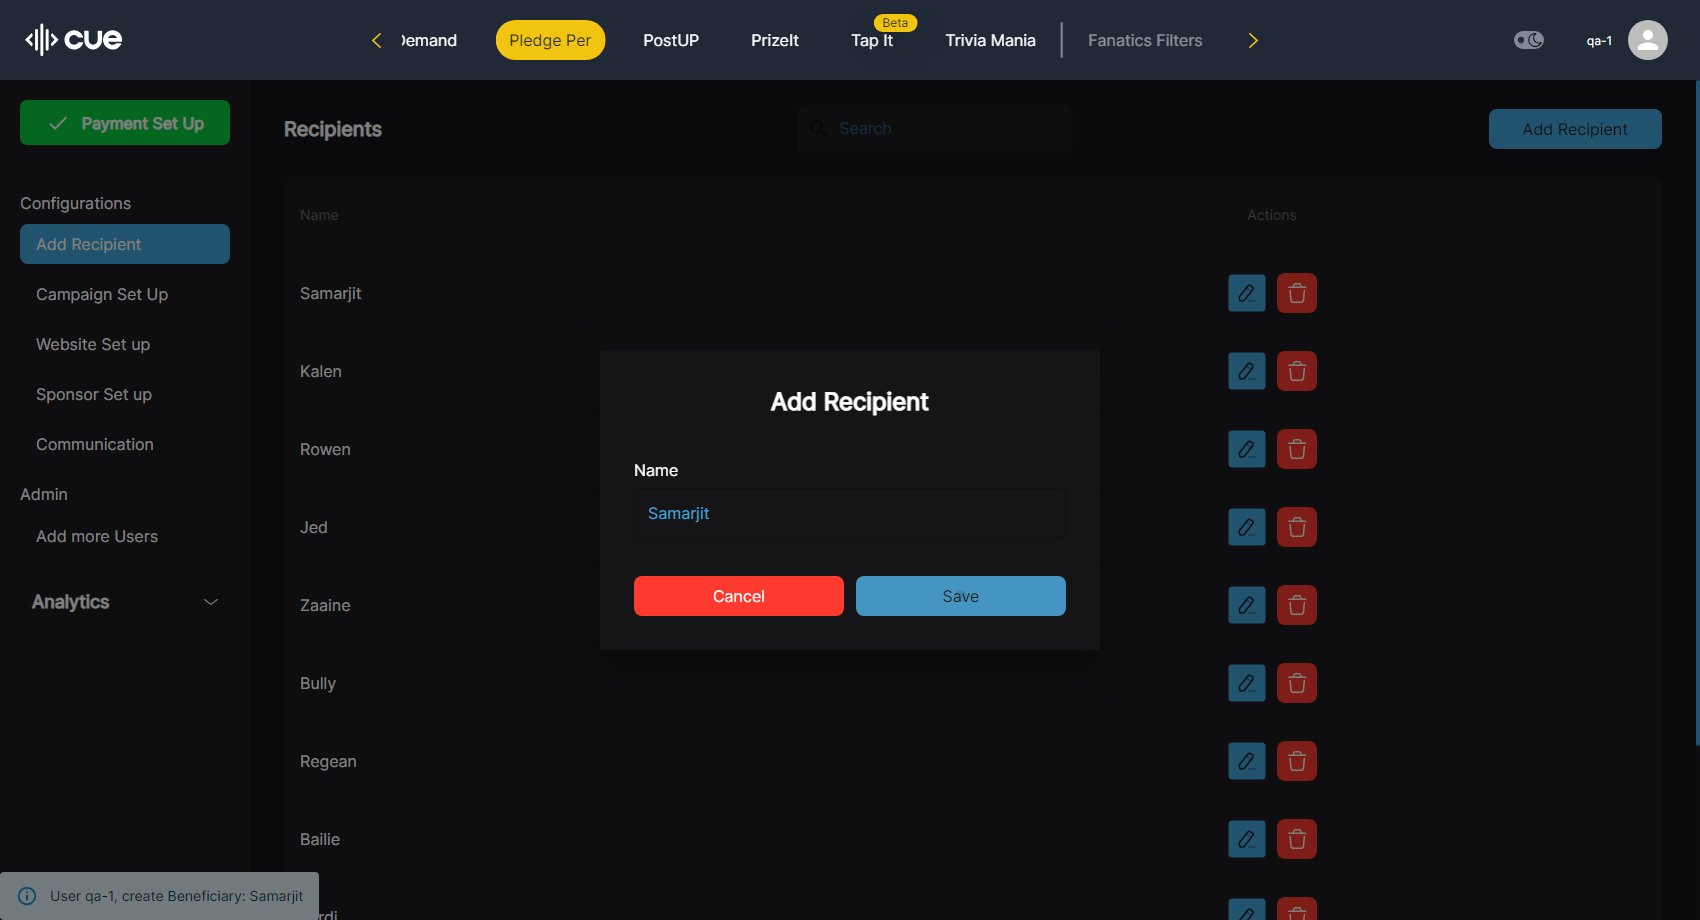 cue
Demand
Pledge Per
PostUP
PrizeIt
Tap It
Beta
Trivia Mania
Fanatics Filters
qa-1
Payment Set Up
Configurations
Add Recipient
Campaign Set Up
Website Set up
Sponsor Set up
Communication
Admin
Add more Users
Analytics
Recipients
Search
Add Recipient
Name
Actions
Samarjit
Kalen
Rowen
Jed
Zaaine
Bully
Regean
Bailie
Add Recipient
Name
Samarjit
Cancel
Save
User qa-1, create Beneficiary: Samarjit